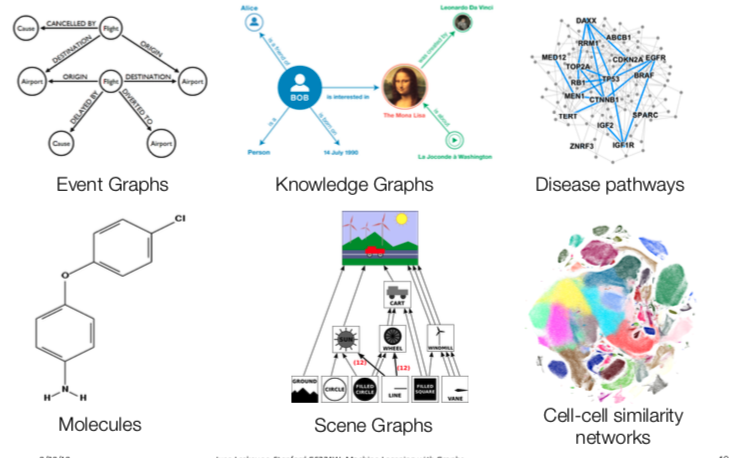 CANCELLED BY
Cause
Flight
DESTINATION
ORIGIN
Airport
ORIGIN
Flight
DESTINATION
Airport
DELAYED BY
DIVERTED TO
Cause
Airport
Event Graphs
Alice
is a friend of
BOB
is interested in
is a
is born on
Person
14 July 1990
Leonardo Da Vinci
was created by
The Mona Lisa
is about
La Joconde à Washington
Knowledge Graphs
DAXX
RRM1
ABCB1
MED12
TOP2A
CDKN2A
EGFR
RB1
TP53
BRAF
MEN1
CTNNB1
TERT
IGF2
SPARC
ZNRF3
IGF1R
Disease pathways
Cl
O
N
H
H
Molecules
CART
SUN
WHEEL
WINDMILL
(12)
(12)
GROUND
CIRCLE
FILLED
CIRCLE
LINE
FILLED
SQUARE
VANE
Scene Graphs
Cell-cell similarity
networks